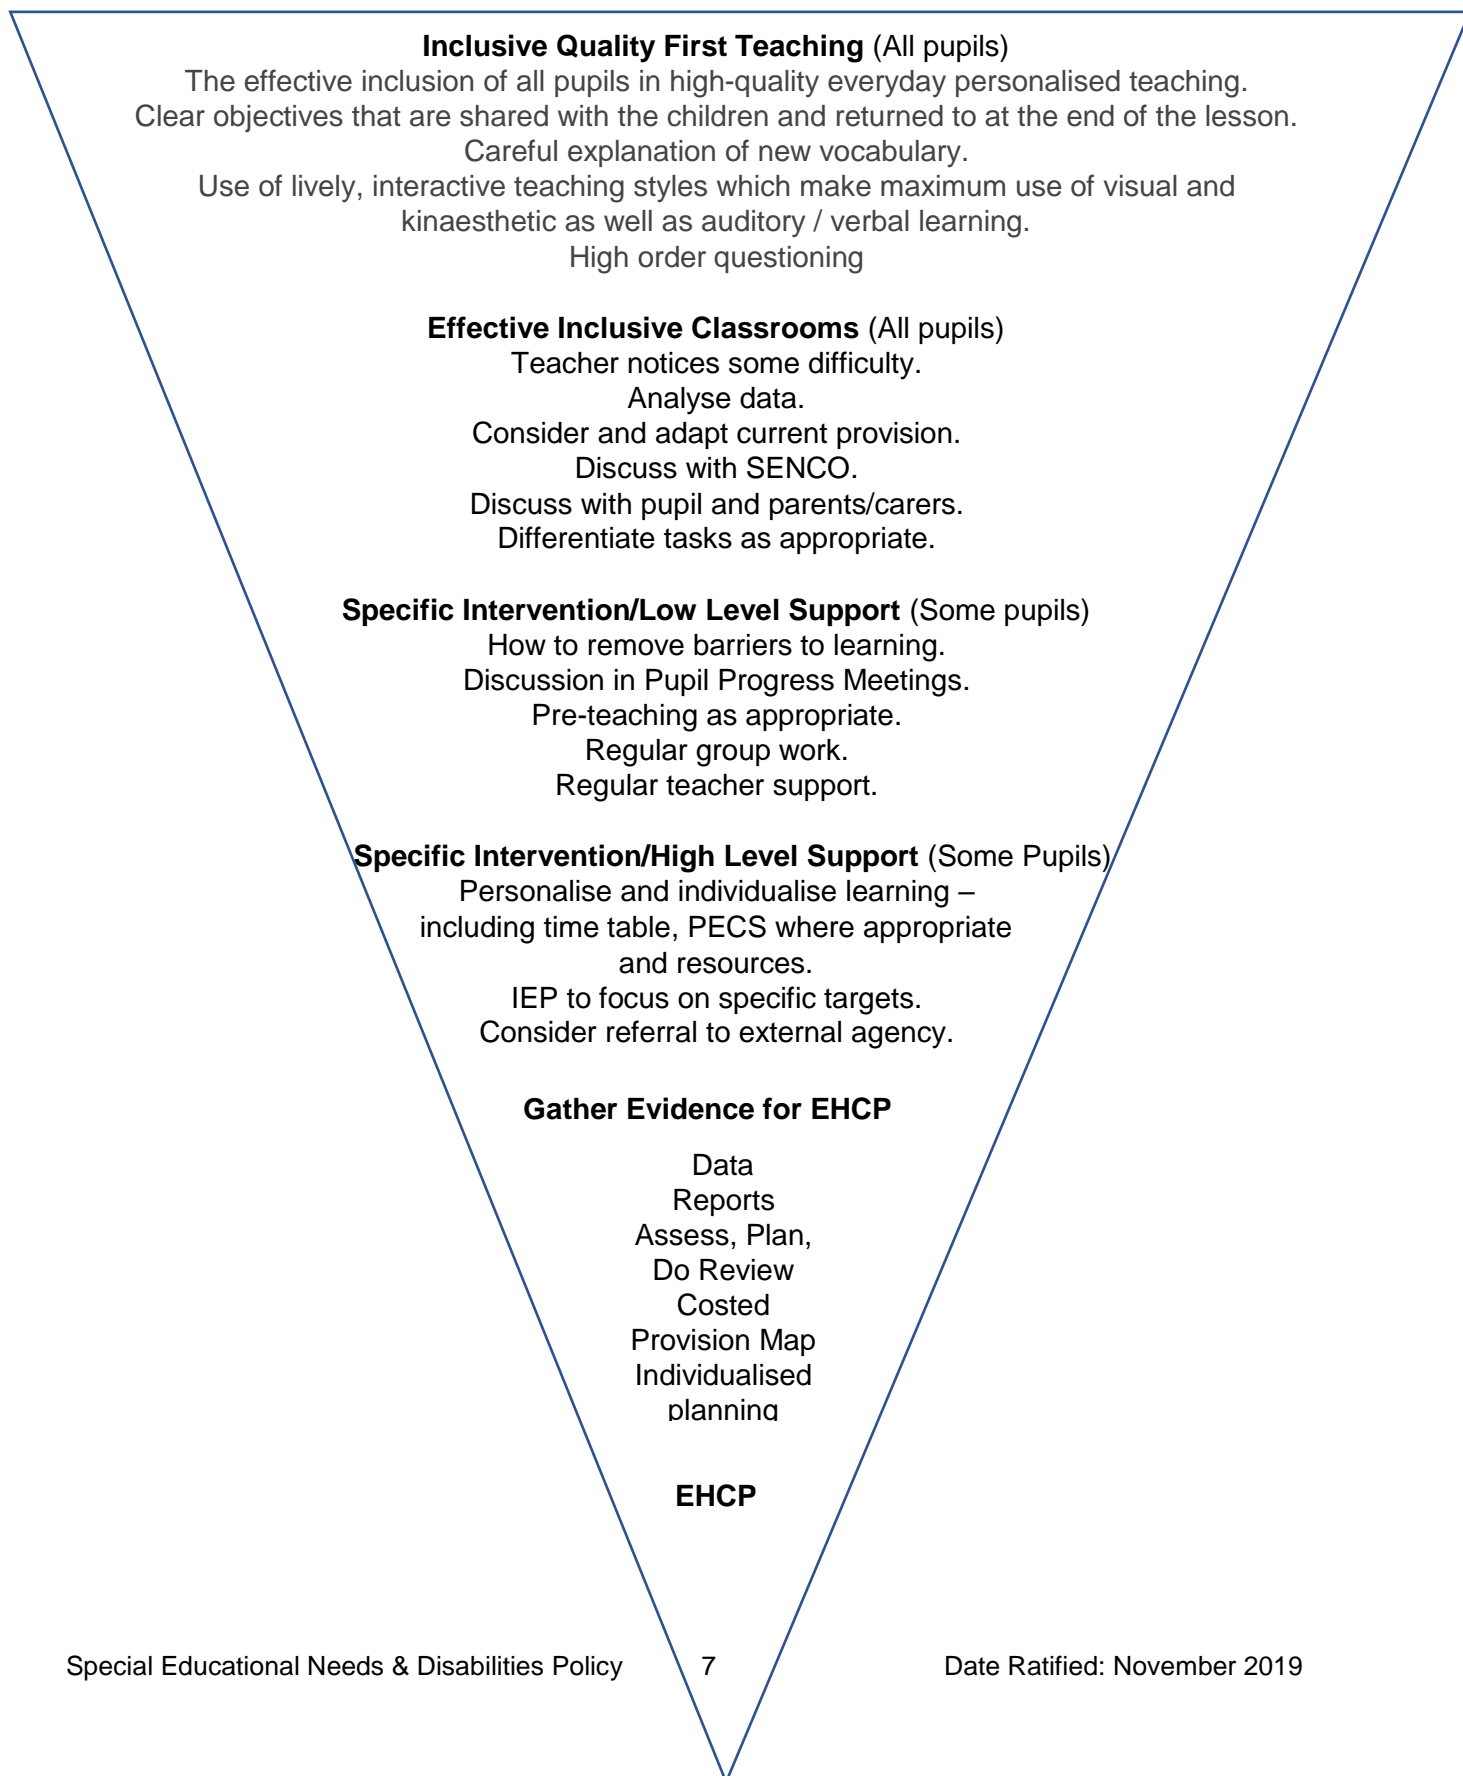 Inclusive Quality First Teaching (All pupils)
The effective inclusion of all pupils in high-quality everyday personalised teaching.
Clear objectives that are shared with the children and returned to at the end of the lesson.
Careful explanation of new vocabulary.
Use of lively, interactive teaching styles which make maximum use of visual and
kinaesthetic as well as auditory / verbal learning.
High order questioning
Effective Inclusive Classrooms (All pupils)
Teacher notices some difficulty.
Analyse data.
Consider and adapt current provision.
Discuss with SENCO.
Discuss with pupil and parents/carers.
Differentiate tasks as appropriate.
Specific Intervention/Low Level Support (Some pupils)
How to remove barriers to learning.
Discussion in Pupil Progress Meetings.
Pre-teaching as appropriate.
Regular group work.
Regular teacher support.
Specific Intervention/High Level Support (Some Pupils)
Personalise and individualise learning –
including time table, PECS where appropriate
and resources.
IEP to focus on specific targets.
Consider referral to external agency.
Gather Evidence for EHCP
Data
Reports
Assess, Plan,
Do Review
Costed
Provision Map
Individualised
planning
EHCP
Special Educational Needs & Disabilities Policy 7 Date Ratified: November 2019